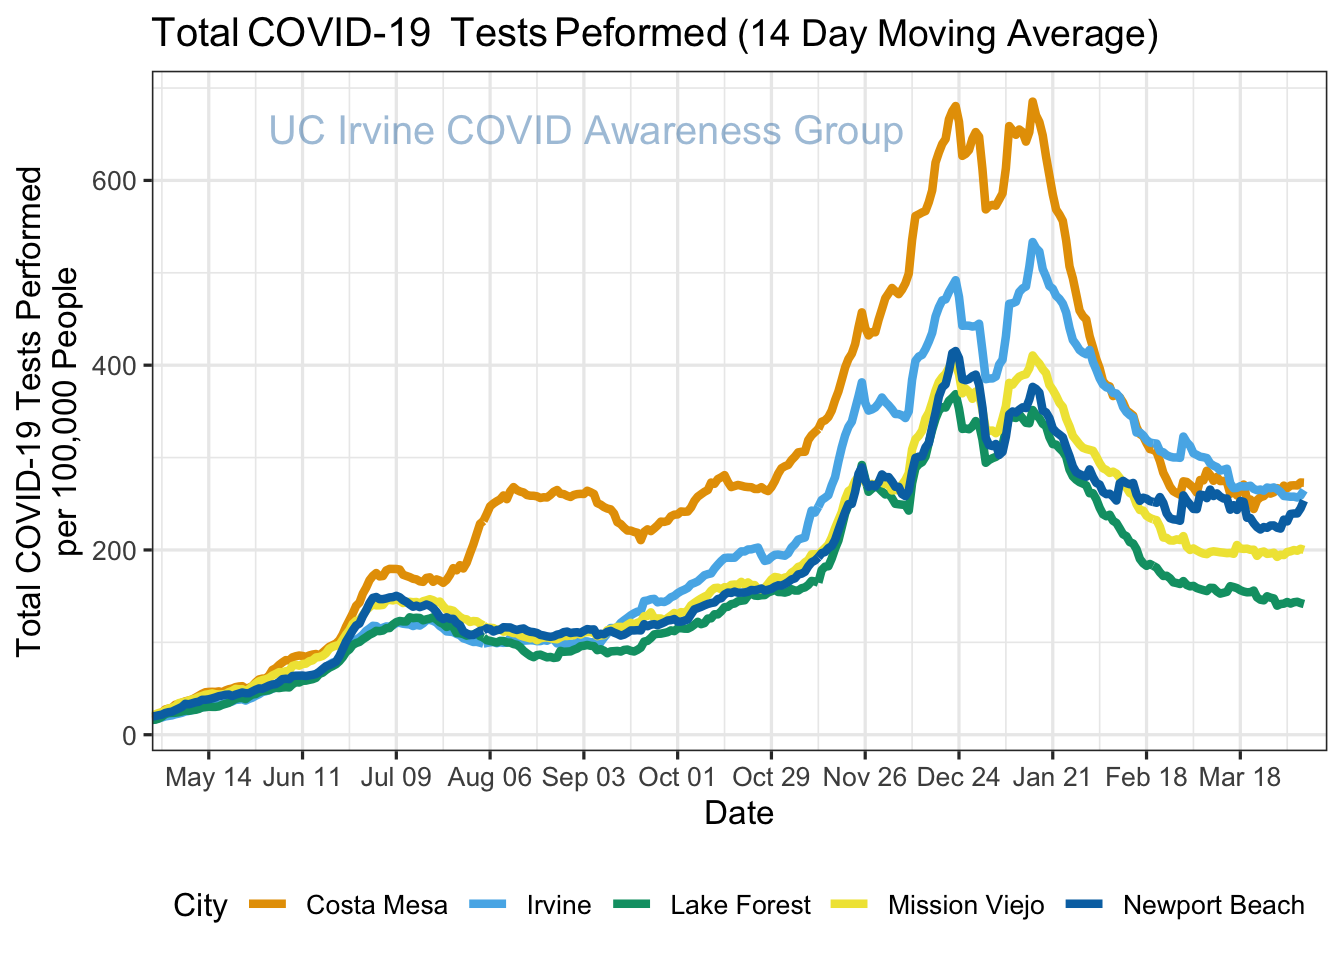 Total COVID-19 Tests Peformed (14 Day Moving Average)
UC Irvine COVID Awareness Group
Total COVID-19 Tests Performed
per 100,000 People
600
400
200
0
May 14 Jun 11 Jul 09 Aug 06 Sep 03 Oct 01 Oct 29 Nov 26 Dec 24 Jan 21 Feb 18 Mar 18
Date
City Costa Mesa Irvine Lake Forest Mission Viejo Newport Beach